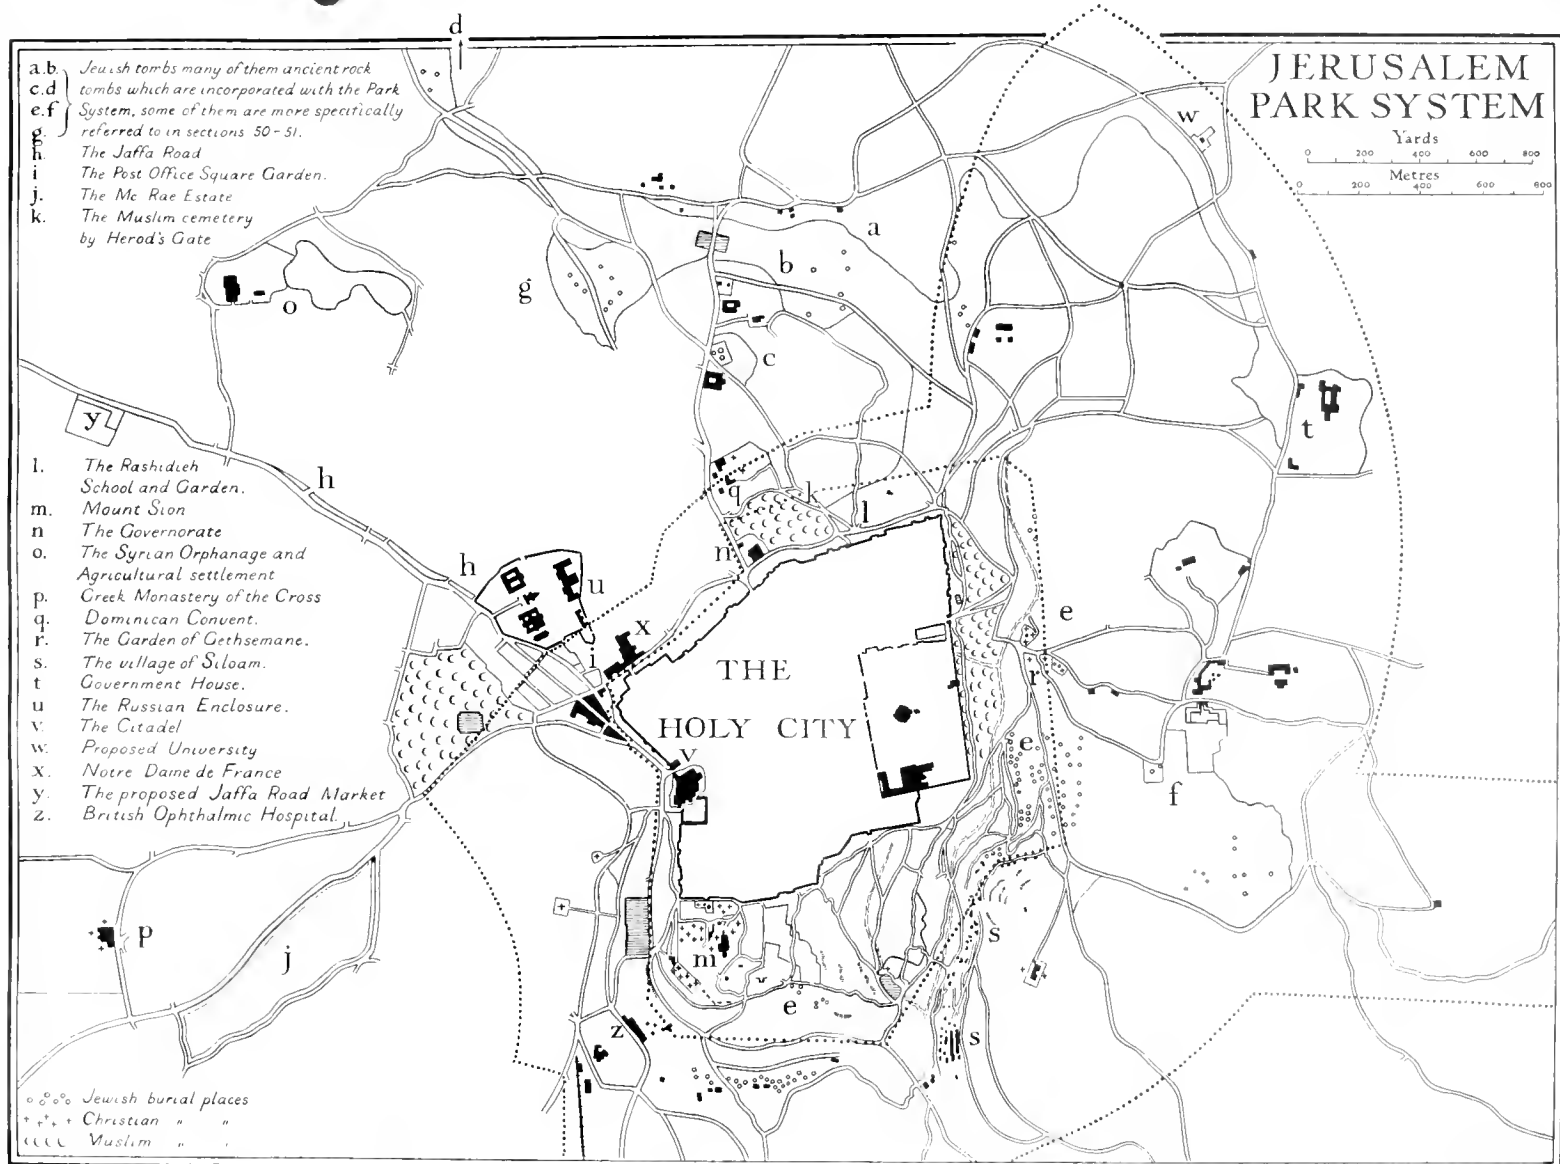 d
a.b. Jewish tombs many of them ancient rock
c.d tombs which are incorporated with the Park
e.f System, some of them are more specifically
g. referred to in sections 50-51.
h. The Jaffa Road
i The Post Office Square Garden.
j. The Mc Rae Estate
k. The Muslim cemetery
by Herod's Gate
JERUSALEM
PARK SYSTEM
Yards
0 200 400 600 800
Metres
0 200 400 600 800
w
a
b
g
o
c
y
t
l. The Rashidieh
School and Garden.
m. Mount Sion
n The Governorate
o. The Syrian Orphanage and
Agricultural settlement
p. Greek Monastery of the Cross
q. Dominican Convent.
r. The Garden of Gethsemane.
s. The village of Siloam.
t Government House.
u The Russian Enclosure.
v. The Citadel
w. Proposed University
x. Notre Dame de France
y. The proposed Jaffa Road Market
z. British Ophthalmic Hospital.
h
q
k
l
n
h
u
e
x
i
THE
r
HOLY CITY
e
v
f
p
j
m
s
e
z
s
Jewish burial places
Christian " "
Muslim " "